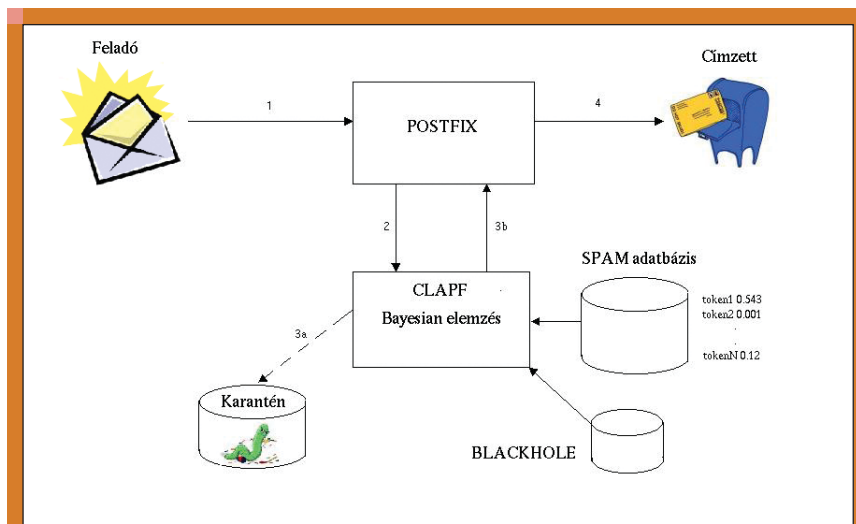 Feladó
Címzett
1
POSTFIX
4
2
3b
SPAM adatbázis
CLAPF
Bayesian elemzés
token1 0.543
token2 0.001
.
.
tokenN 0.12
3a
Karantén
BLACKHOLE